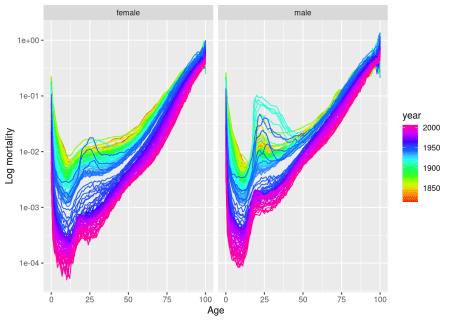 female male
1e+00
1e-01
1e-02
1e-03
1e-04
Log mortality
0 25 50 75 100 0 25 50 75 100
Age
year
2000
1950
1900
1850